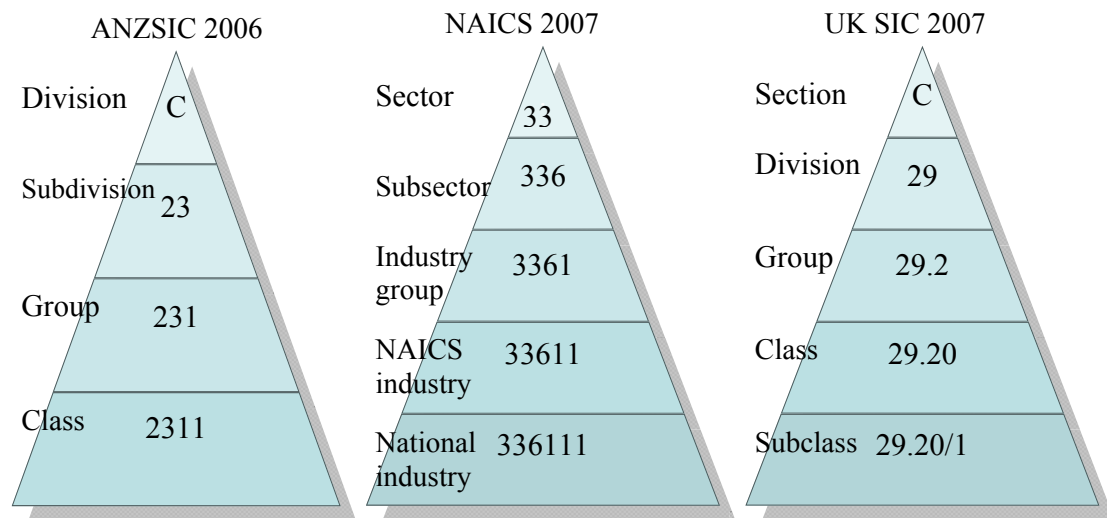 ANZSIC 2006
Division
C
Subdivision
23
Group
231
Class
2311
NAICS 2007
Sector
33
Subsector
336
Industry
group
3361
NAICS
industry
33611
National
industry
336111
UK SIC 2007
Section
C
Division
29
Group
29.2
Class
29.20
Subclass
29.20/1